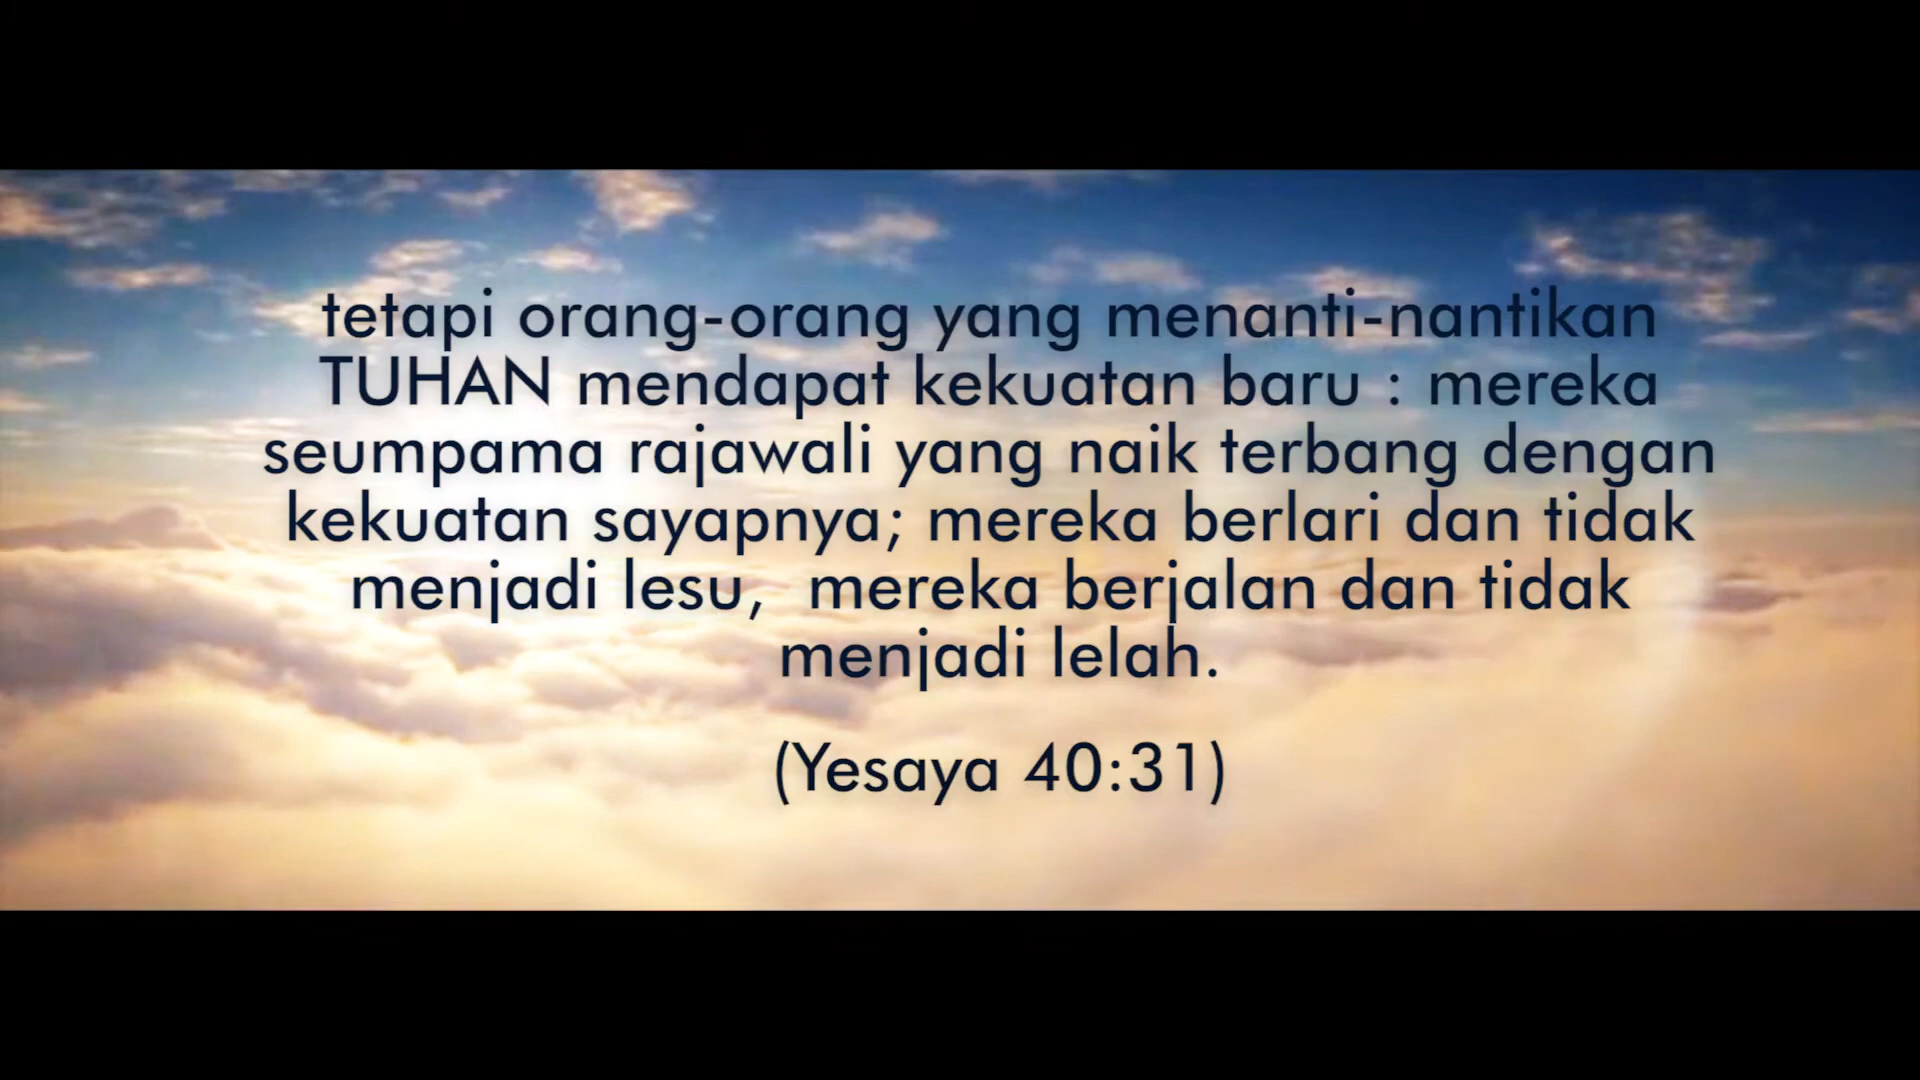 tetapi orang-orang yang menanti-nantikan
TUHAN mendapat kekuatan baru : mereka
seumpama rajawali yang naik terbang dengan
kekuatan sayapnya; mereka berlari dan tidak
menjadi lesu,  mereka berjalan dan tidak
menjadi lelah.
(Yesaya 40:31)